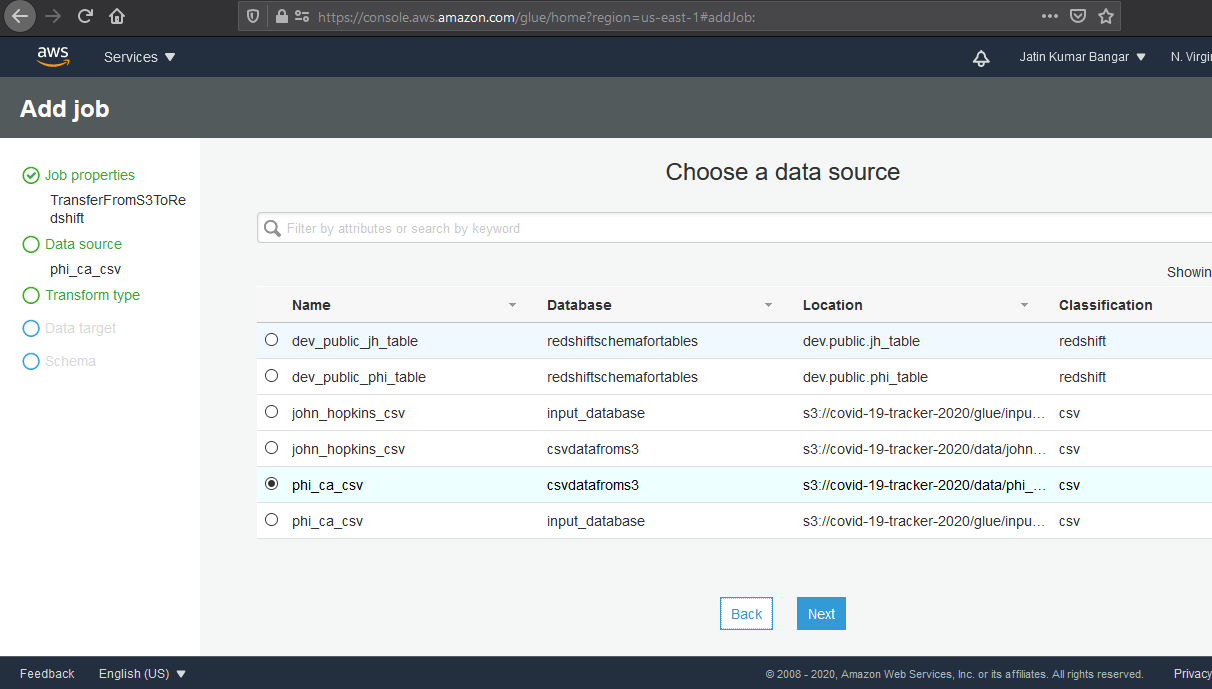 https://console.aws.amazon.com/glue/home?region=us-east-1#addJob:
aws Services Jatin Kumar Bangar N. Virgi
Add job
Job properties
TransferFromS3ToRe
dshift
Data source
phi_ca_csv
Transform type
Data target
Schema
Choose a data source
Filter by attributes or search by keyword
Showin
Name Database Location Classification
dev_public_jh_table redshiftschemafortables dev.public.jh_table redshift
dev_public_phi_table redshiftschemafortables dev.public.phi_table redshift
john_hopkins_csv input_database s3://covid-19-tracker-2020/glue/inpu... csv
john_hopkins_csv csvdatafroms3 s3://covid-19-tracker-2020/data/john... csv
phi_ca_csv csvdatafroms3 s3://covid-19-tracker-2020/data/phi_... csv
phi_ca_csv input_database s3://covid-19-tracker-2020/glue/inpu... csv
Back Next
Feedback English (US) © 2008 - 2020, Amazon Web Services, Inc. or its affiliates. All rights reserved. Privacy